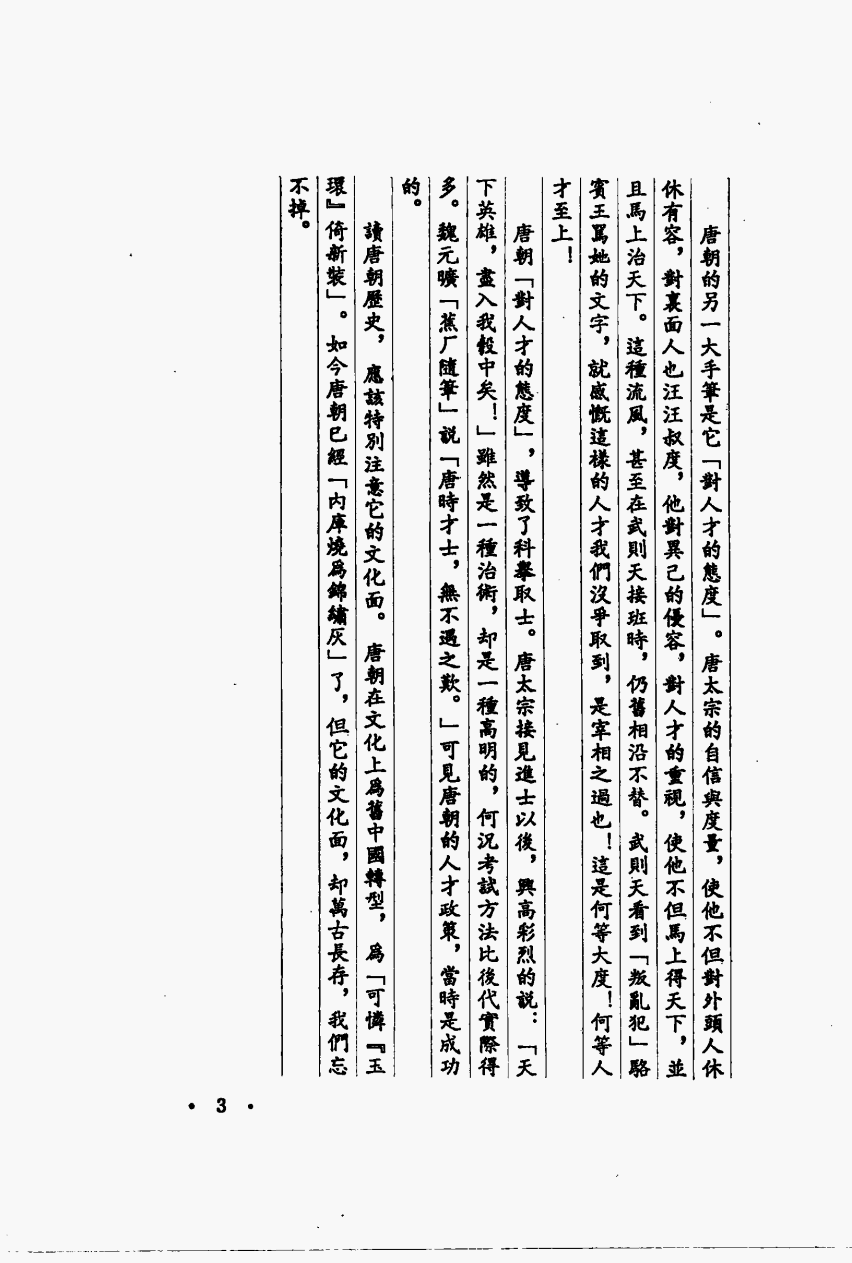 唐朝的另一大手筆是它「對人才的態度」。唐太宗的自信與度量，使他不但對外頭人休
休有容，對裏面人也汪汪叔度，他對異己的優容，對人才的重視，使他不但馬上得天下，並
且馬上治天下。這種流風，甚至在武則天接班時，仍舊相沿不替。武則天看到「叛亂犯」駱
賓王罵她的文字，就感慨這樣的人才我們沒爭取到，是宰相之過也！這是何等大度！何等人
才至上！
唐朝「對人才的態度」，導致了科舉取士。唐太宗接見進士以後，興高彩烈的說：「天
下英雄，盡入我彀中矣！」雖然是一種治術，却是一種高明的，何況考試方法比後代實際得
多。魏元曠「蕉厂隨筆」說「唐時才士，無不遇之歎。」可見唐朝的人才政策，當時是成功
的。
讀唐朝歷史，應該特別注意它的文化面。唐朝在文化上爲舊中國轉型，爲「可憐『玉
環』倚新裝」。如今唐朝已經「內庫燒爲錦繡灰」了，但它的文化面，却萬古長存，我們忘
不掉。
• 3 •